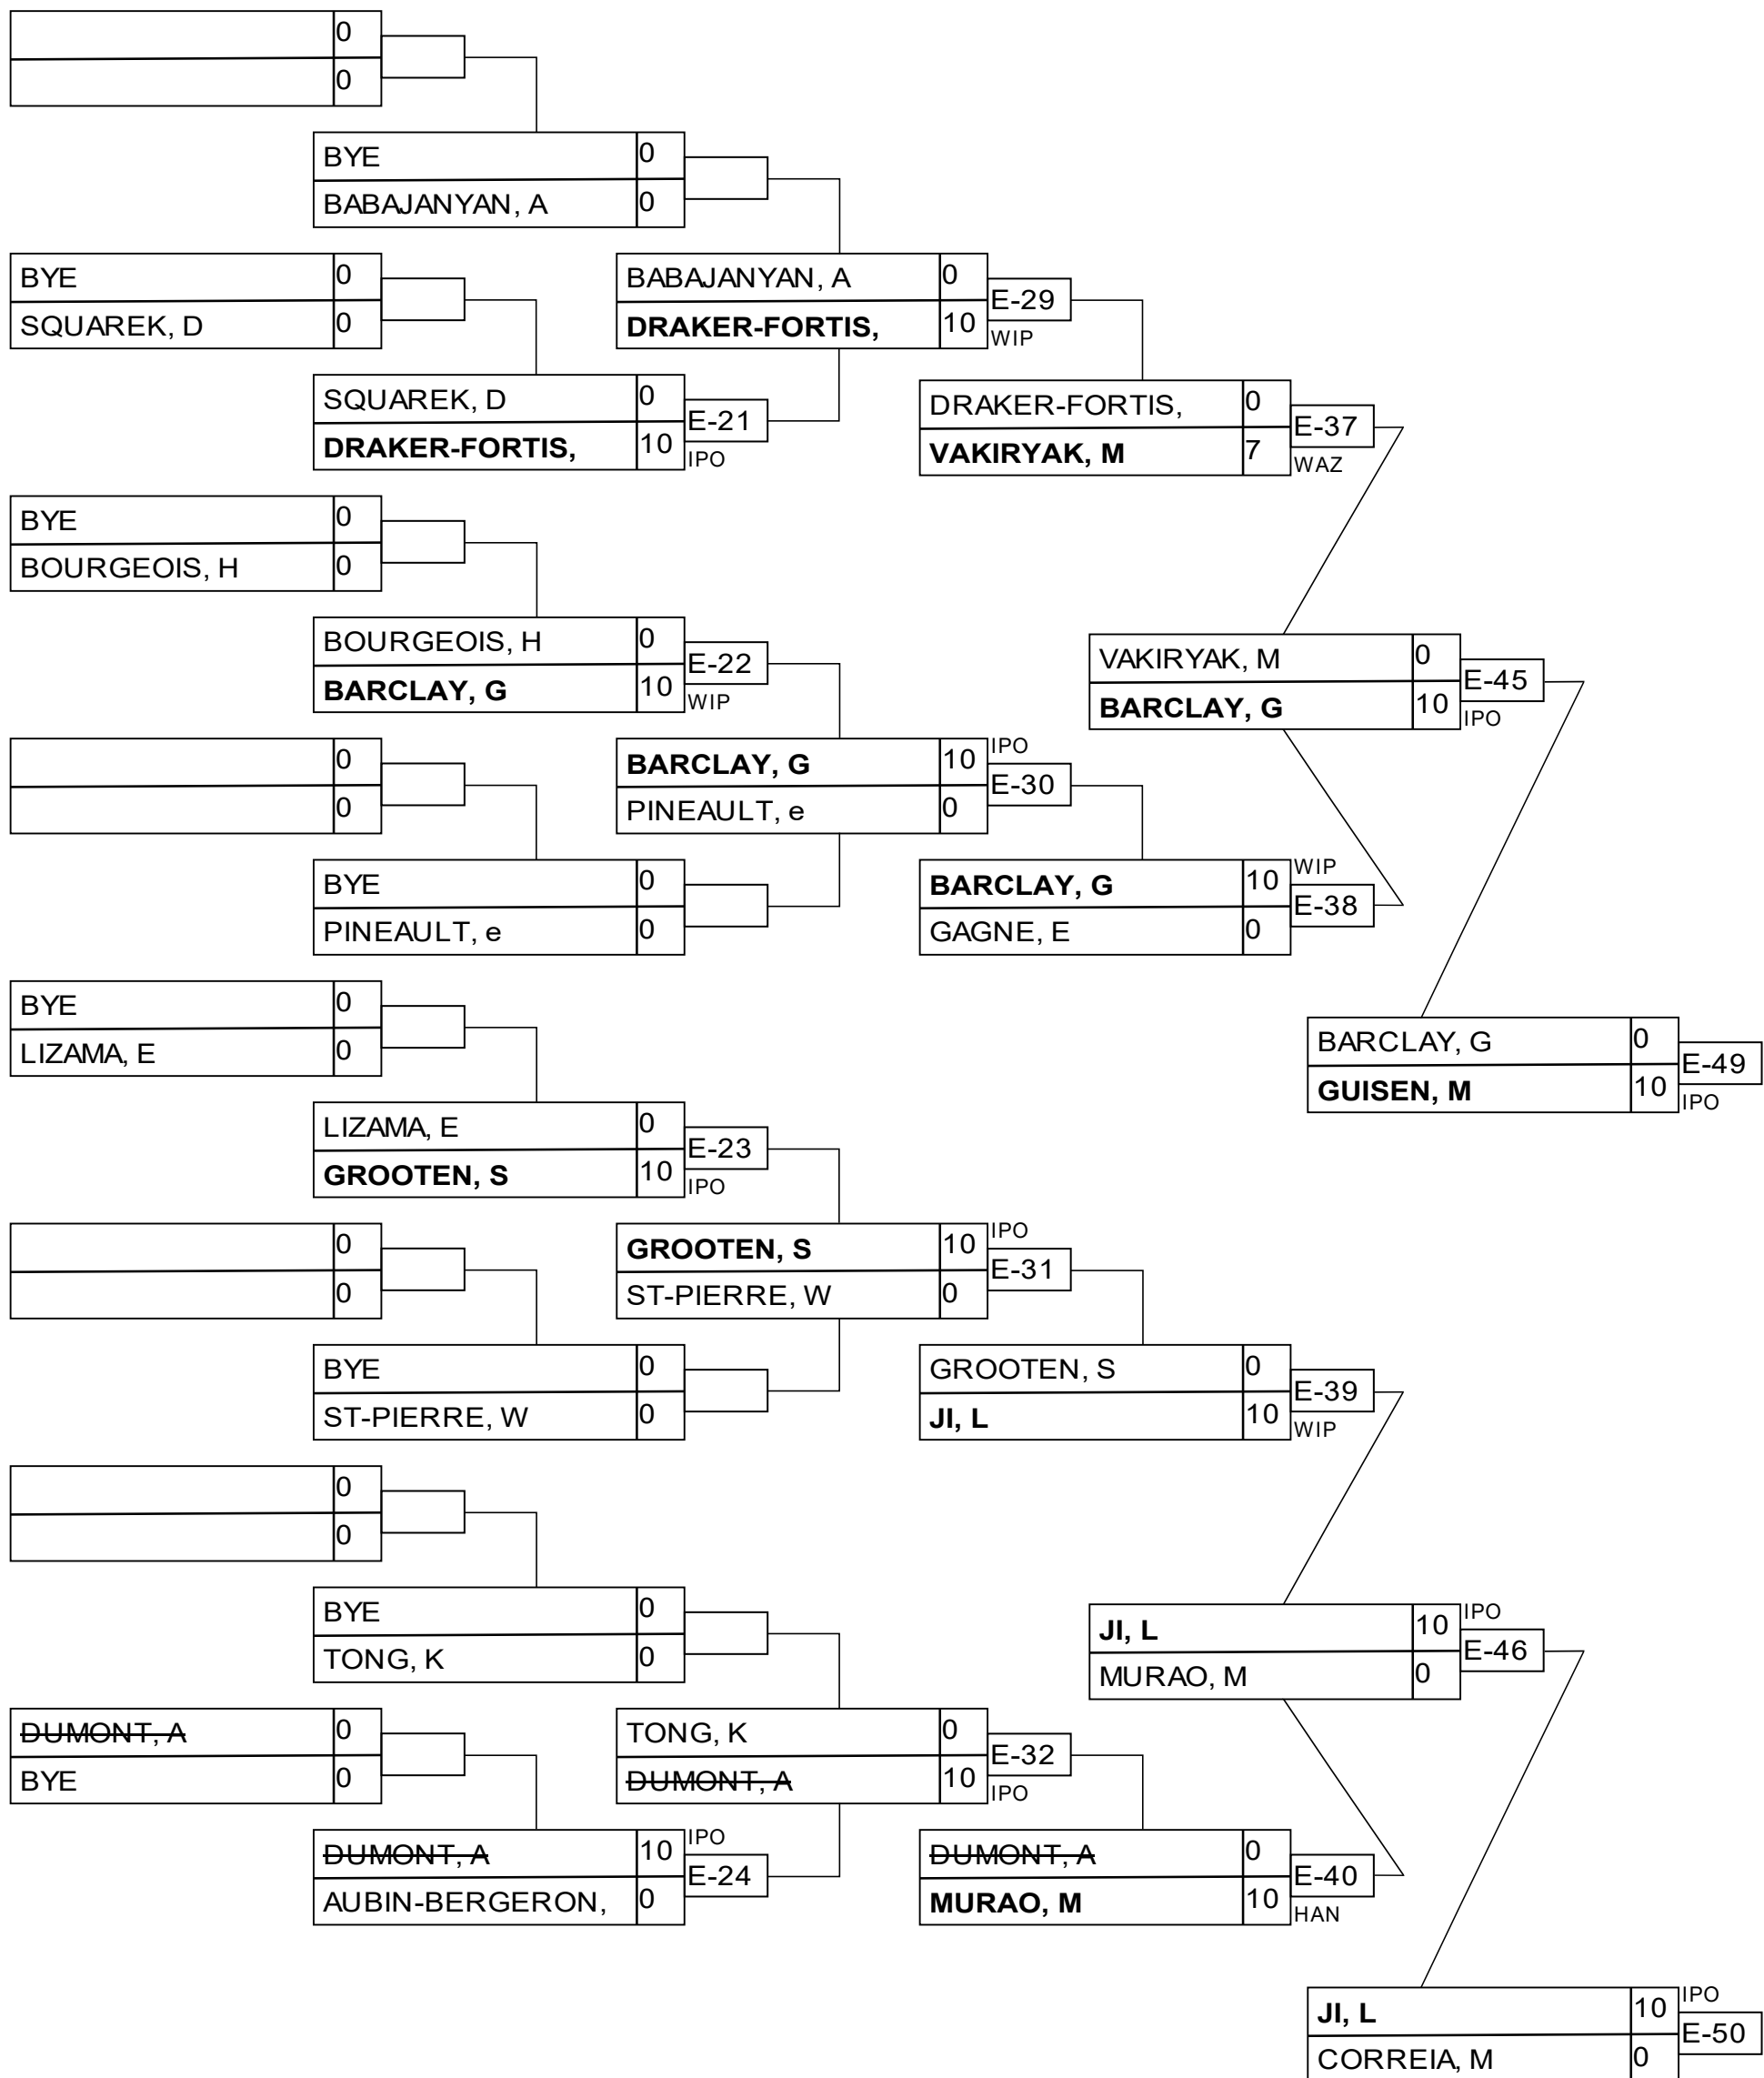 0
0
BYE 0
BABAJANYAN, A 0
BYE 0
SQUAREK, D 0
BABAJANYAN, A 0
E-29
DRAKER-FORTIS, 10
WIP
SQUAREK, D 0
E-21
DRAKER-FORTIS, 10
IPO
DRAKER-FORTIS, 0
E-37
VAKIRYAK, M 7
WAZ
BYE 0
BOURGEOIS, H 0
BOURGEOIS, H 0
E-22
BARCLAY, G 10
WIP
VAKIRYAK, M 0
E-45
BARCLAY, G 10
IPO
0
0
BARCLAY, G 10
IPO
E-30
PINEAULT, e 0
BYE 0
PINEAULT, e 0
BARCLAY, G 10
WIP
E-38
GAGNE, E 0
BYE 0
LIZAMA, E 0
BARCLAY, G 0
E-49
GUISEN, M 10
IPO
LIZAMA, E 0
E-23
GROOTEN, S 10
IPO
0
0
GROOTEN, S 10
IPO
E-31
ST-PIERRE, W 0
BYE 0
ST-PIERRE, W 0
GROOTEN, S 0
E-39
JI, L 10
WIP
0
0
BYE 0
TONG, K 0
JI, L 10
IPO
E-46
MURAO, M 0
DUMONT, A 0
BYE 0
TONG, K 0
E-32
DUMONT, A 10
IPO
DUMONT, A 10
IPO
E-24
AUBIN-BERGERON, 0
DUMONT, A 0
E-40
MURAO, M 10
HAN
JI, L 10
IPO
E-50
CORREIA, M 0